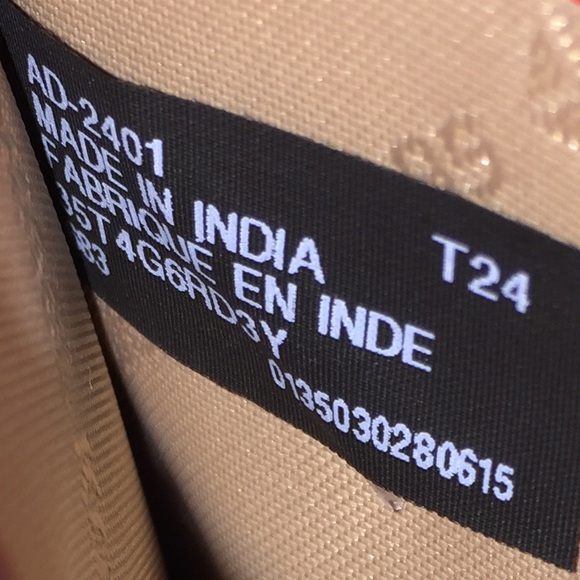 AD-2401
MADE IN INDIA T24
FABRIQUE EN INDE
35T4G6RD3Y
0135030280615